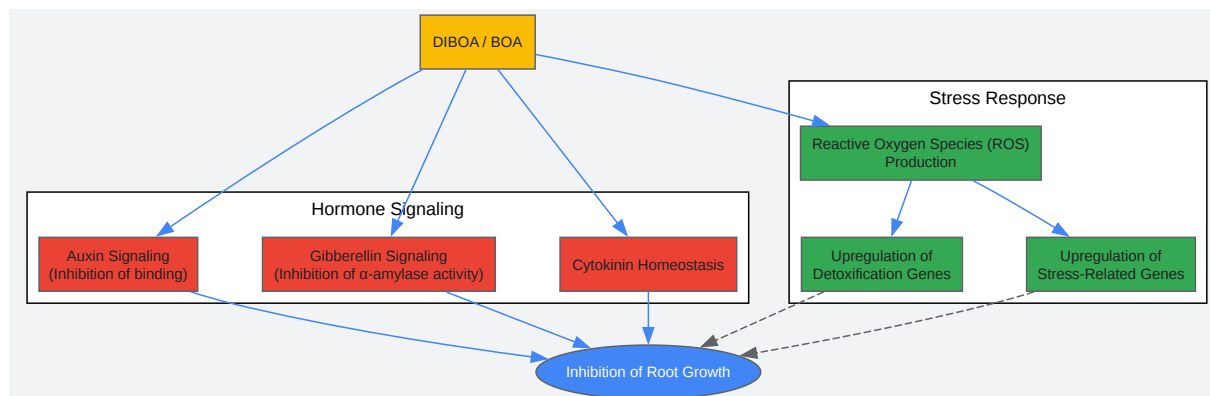 DIBOA / BOA
Stress Response
Reactive Oxygen Species (ROS)
Production
Hormone Signaling
Auxin Signaling
(Inhibition of binding)
Gibberellin Signaling
(Inhibition of α-amylase activity)
Cytokinin Homeostasis
Upregulation of
Detoxification Genes
Upregulation of
Stress-Related Genes
Inhibition of Root Growth